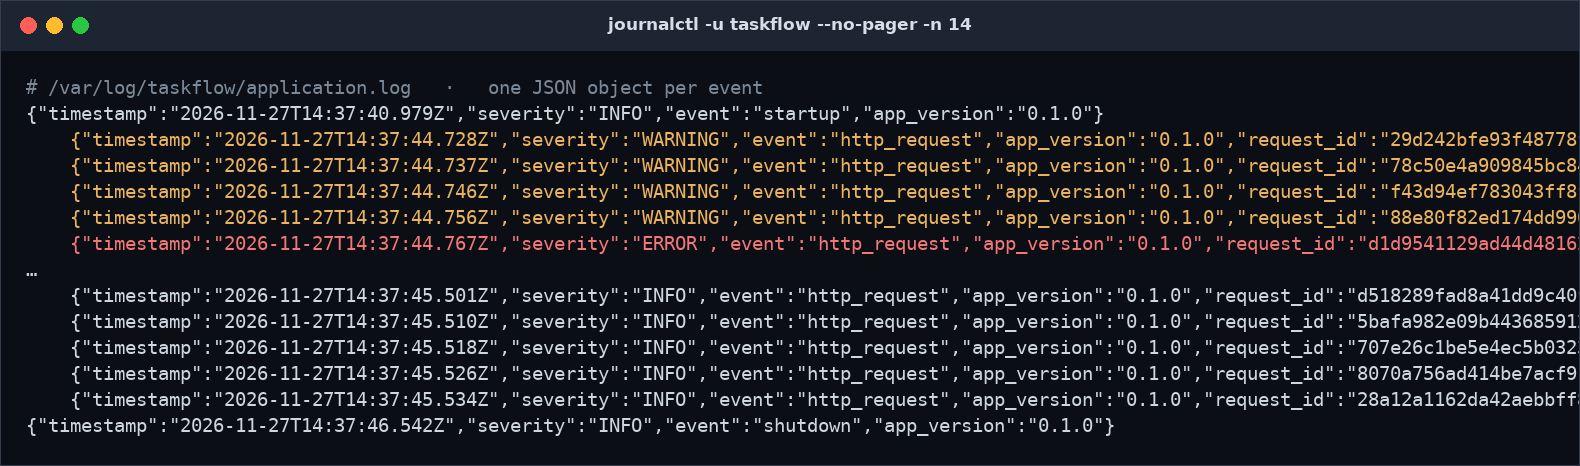 journalctl -u taskflow --no-pager -n 14
# /var/log/taskflow/application.log · one JSON object per event
{"timestamp":"2026-11-27T14:37:40.979Z","severity":"INFO","event":"startup","app_version":"0.1.0"}
{"timestamp":"2026-11-27T14:37:44.728Z","severity":"WARNING","event":"http_request","app_version":"0.1.0","request_id":"29d242bfe93f48778
{"timestamp":"2026-11-27T14:37:44.737Z","severity":"WARNING","event":"http_request","app_version":"0.1.0","request_id":"78c50e4a909845bc8
{"timestamp":"2026-11-27T14:37:44.746Z","severity":"WARNING","event":"http_request","app_version":"0.1.0","request_id":"f43d94ef783043ff8
{"timestamp":"2026-11-27T14:37:44.756Z","severity":"WARNING","event":"http_request","app_version":"0.1.0","request_id":"88e80f82ed174dd99
{"timestamp":"2026-11-27T14:37:44.767Z","severity":"ERROR","event":"http_request","app_version":"0.1.0","request_id":"d1d9541129ad44d4816
…
{"timestamp":"2026-11-27T14:37:45.501Z","severity":"INFO","event":"http_request","app_version":"0.1.0","request_id":"d518289fad8a41dd9c40
{"timestamp":"2026-11-27T14:37:45.510Z","severity":"INFO","event":"http_request","app_version":"0.1.0","request_id":"5bafa982e09b44368591
{"timestamp":"2026-11-27T14:37:45.518Z","severity":"INFO","event":"http_request","app_version":"0.1.0","request_id":"707e26c1be5e4ec5b032
{"timestamp":"2026-11-27T14:37:45.526Z","severity":"INFO","event":"http_request","app_version":"0.1.0","request_id":"8070a756ad414be7acf9
{"timestamp":"2026-11-27T14:37:45.534Z","severity":"INFO","event":"http_request","app_version":"0.1.0","request_id":"28a12a1162da42aebbff
{"timestamp":"2026-11-27T14:37:46.542Z","severity":"INFO","event":"shutdown","app_version":"0.1.0"}